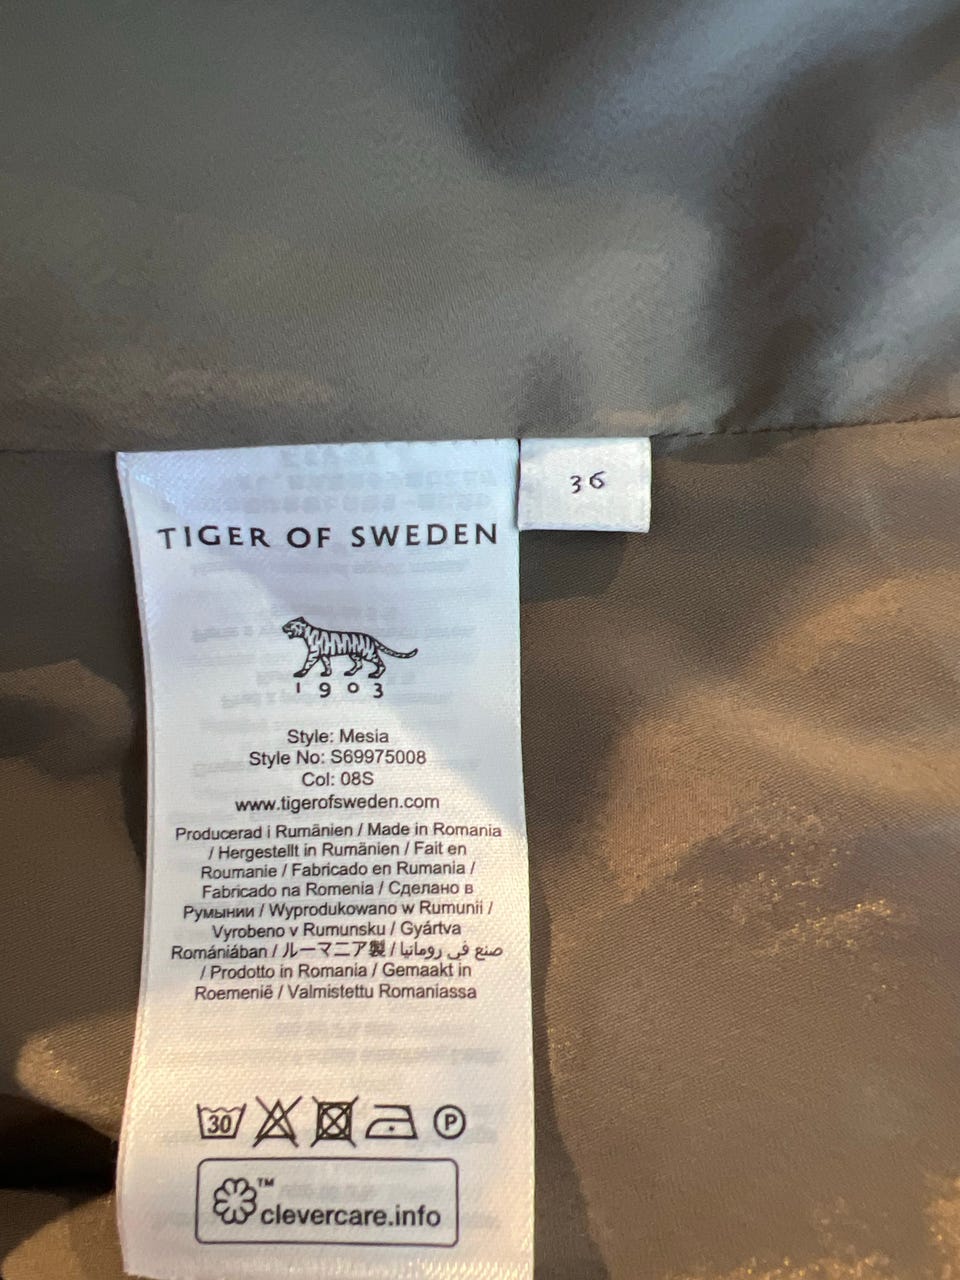 36
TIGER OF SWEDEN
1903
Style: Mesia
Style No: S69975008
Col: 08S
www.tigerofsweden.com
Producerad i Rumänien / Made in Romania
/ Hergestellt in Rumänien / Fait en
Roumanie / Fabricado en Rumania /
Fabricado na Romenia / Сделано в
Румынии / Wyprodukowano w Rumunii /
Vyrobeno v Rumunsku / Gyártva
Romániában / ルーマニア製 / صنع في رومانيا
/ Prodotto in Romania / Gemaakt in
Roemenië / Valmistettu Romaniassa
30 P
™
clevercare.info